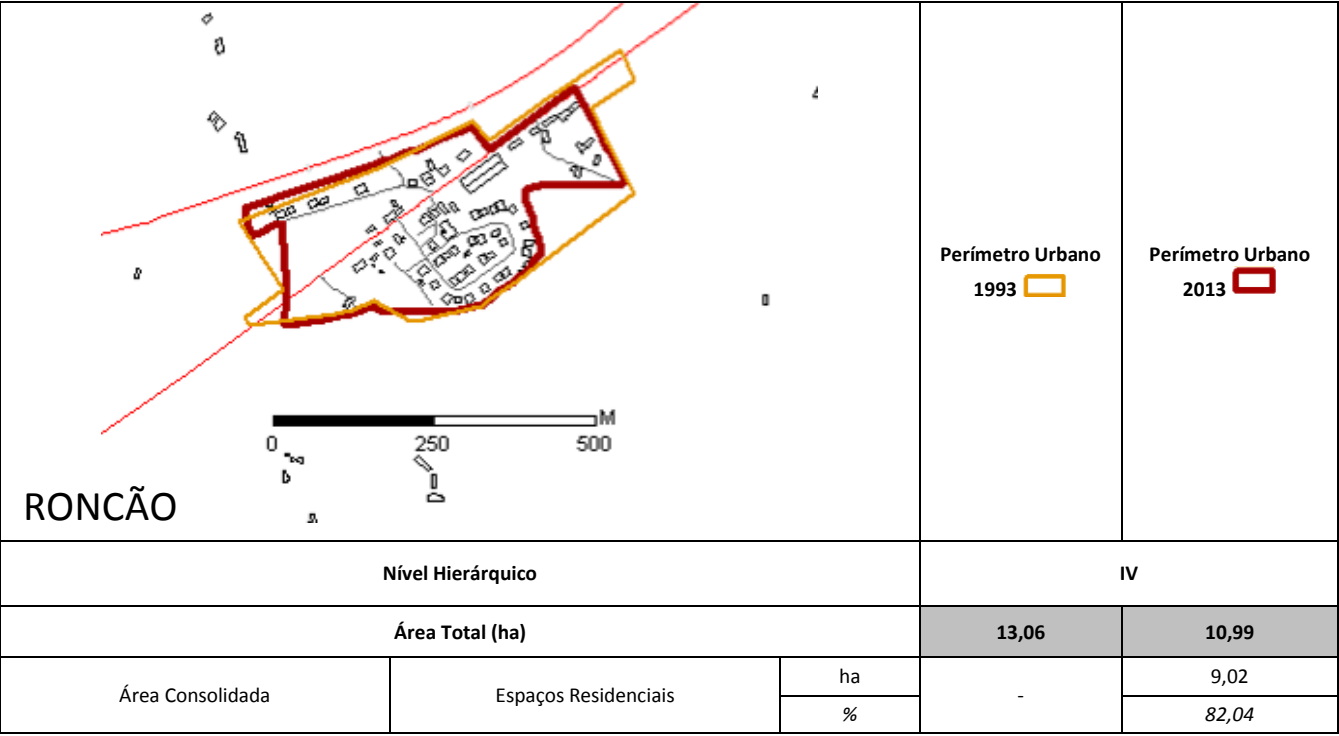 Perímetro Urbano
1993
Perímetro Urbano
2013
M
0 250 500
RONCÃO
Nível Hierárquico IV
Área Total (ha) 13,06 10,99
Área Consolidada Espaços Residenciais ha - 9,02
% 82,04